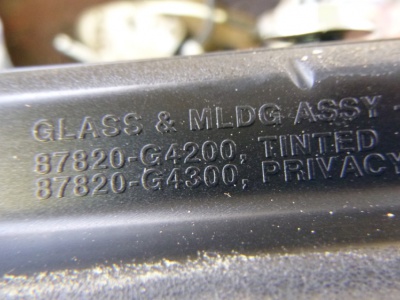 GLASS & MLDG ASSY -
87820-G4200, TINTED
87820-G4300, PRIVACY